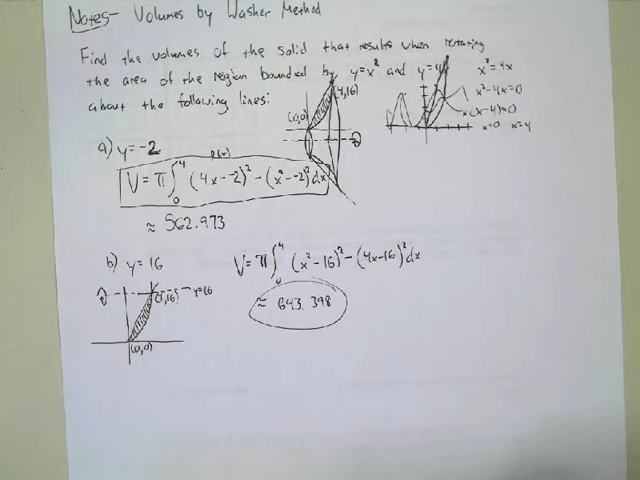 Notes- Volumes by Washer Method
Find the volumes of the solid that results when rotating
the area of the region bounded by y=x² and y=4x
about the following lines:
x²=4x
x²-4x=0
x(x-4)=0
x=0 x=4
(0,0)
(4,16)
a) y=-2
V = π∫₀⁴ (4x--2)² - (x²--2)² dx
≈ 562.973
b) y=16
V= π∫₀⁴ (x²-16)² - (4x-16)² dx
≈ 643.398
y=16
(0,0)